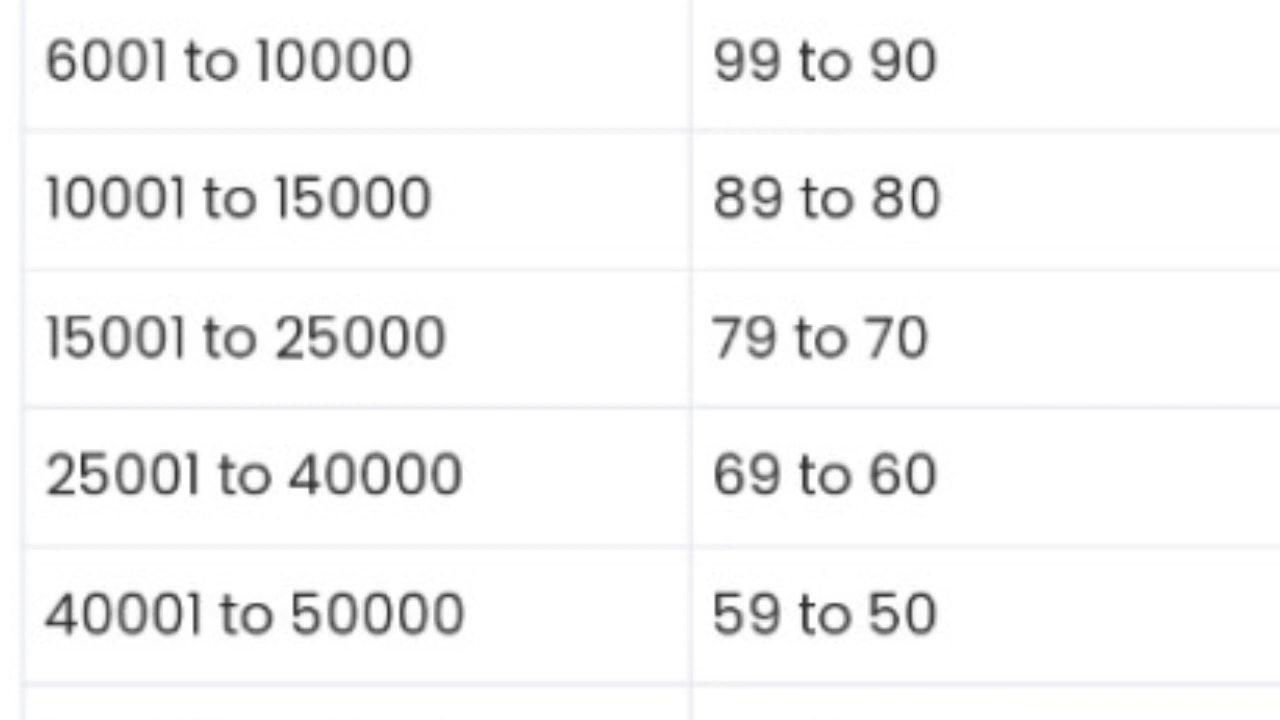 6001 to 10000 99 to 90
10001 to 15000 89 to 80
15001 to 25000 79 to 70
25001 to 40000 69 to 60
40001 to 50000 59 to 50